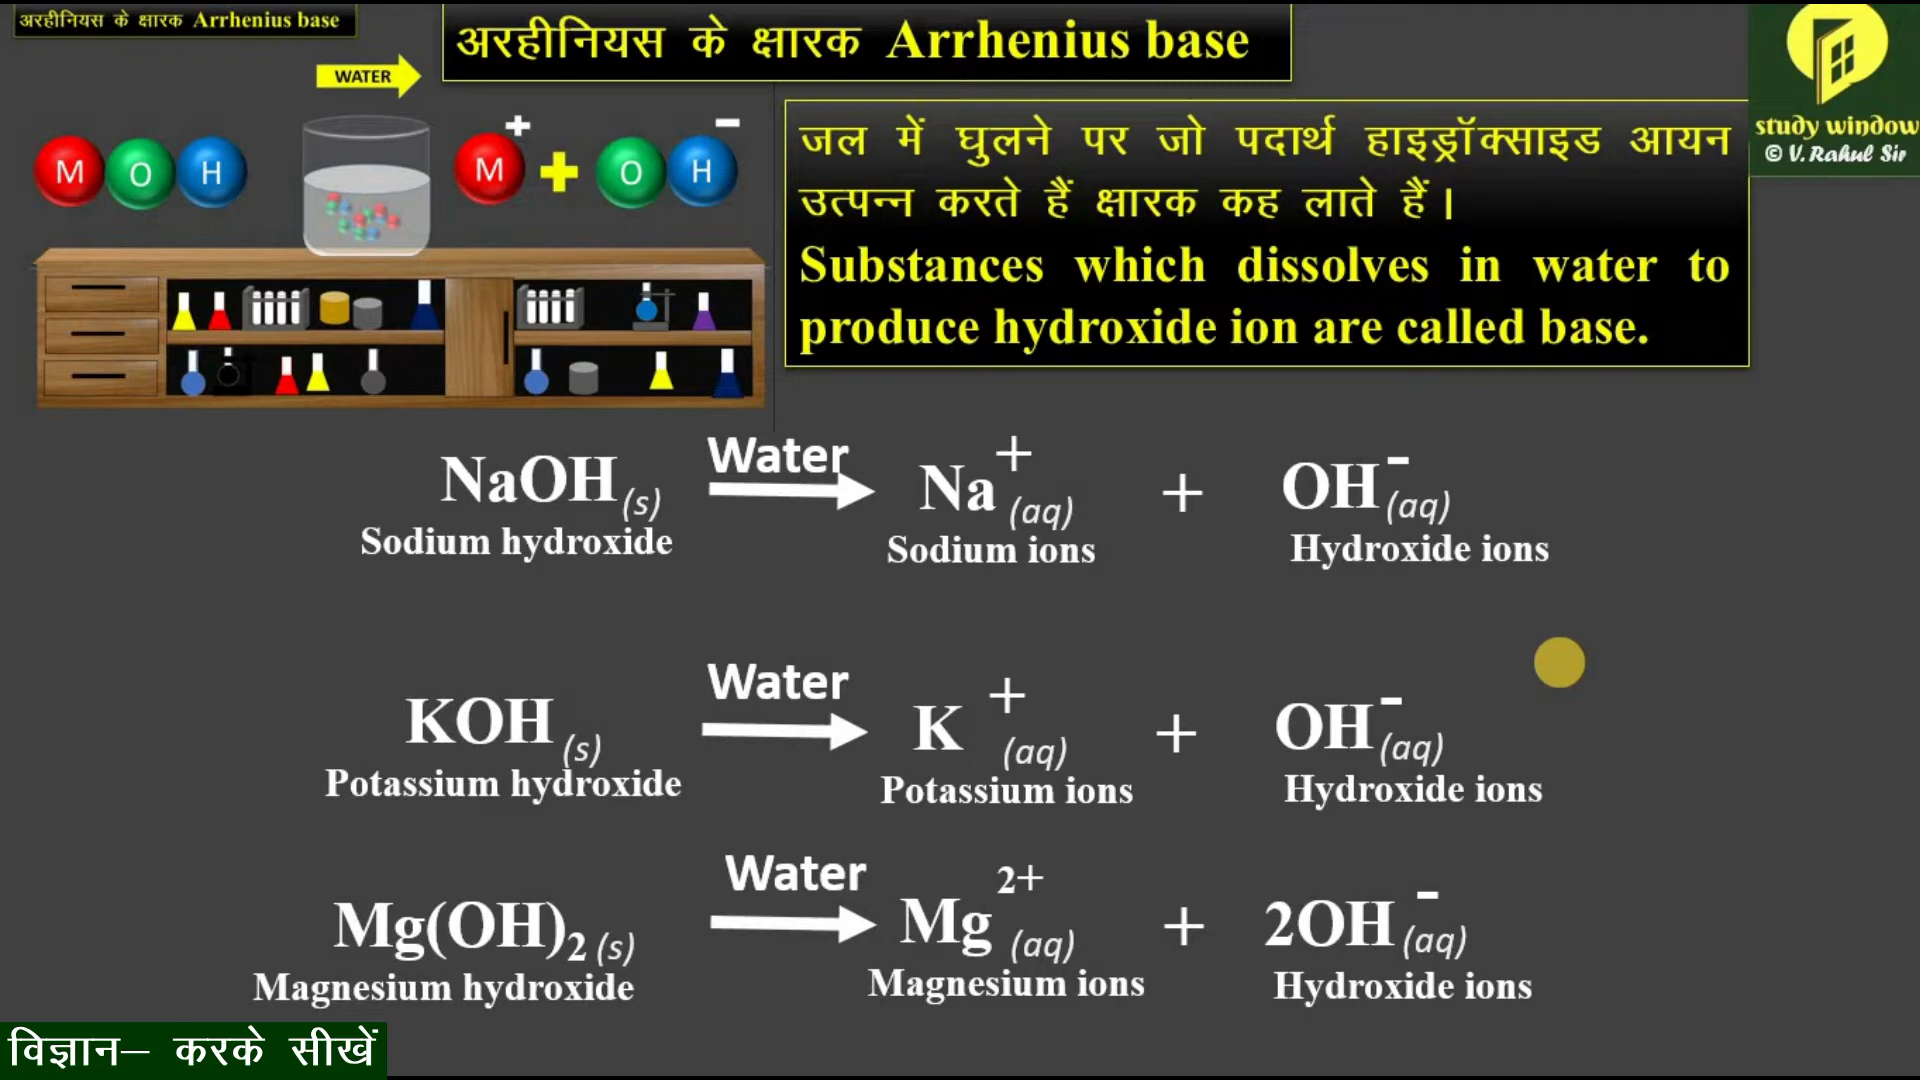 अरहीनियस के क्षारक Arrhenius base
अरहीनियस के क्षारक Arrhenius base
WATER
M O H
M + + O H -
study window
© V. Rahul Sir
जल में घुलने पर जो पदार्थ हाइड्रॉक्साइड आयन
उत्पन्न करते हैं क्षारक कह लाते हैं।
Substances which dissolves in water to
produce hydroxide ion are called base.
NaOH(s) Water Na+(aq) + OH-(aq)
Sodium hydroxide Sodium ions Hydroxide ions
KOH(s) Water K+(aq) + OH-(aq)
Potassium hydroxide Potassium ions Hydroxide ions
Mg(OH)2(s) Water Mg2+(aq) + 2OH-(aq)
Magnesium hydroxide Magnesium ions Hydroxide ions
विज्ञान– करके सीखें